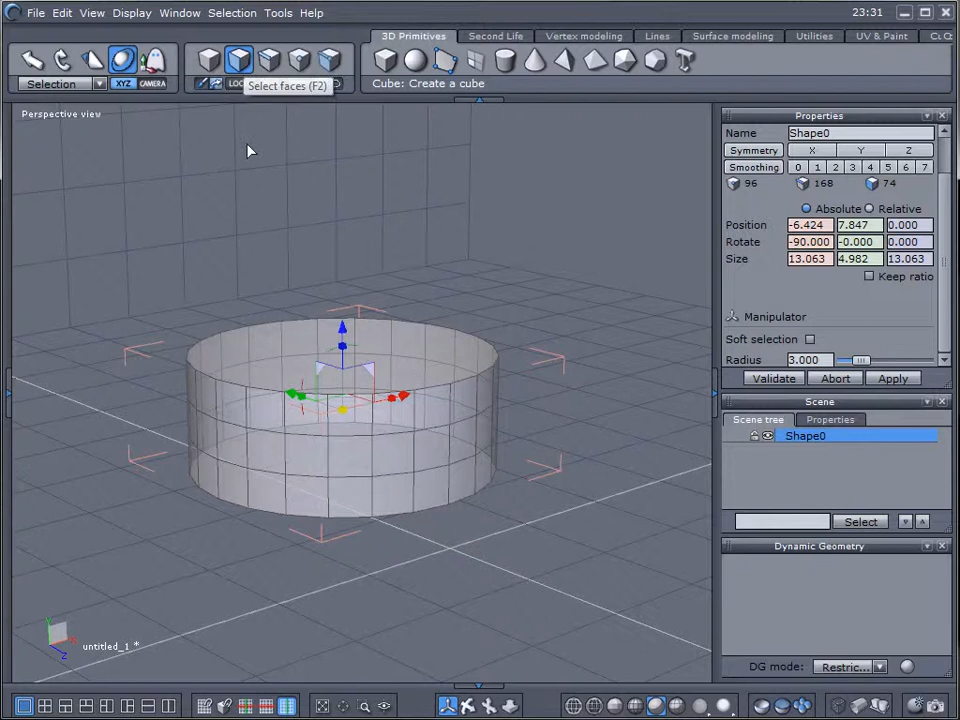 File Edit View Display Window Selection Tools Help 23:31
3D Primitives Second Life Vertex modeling Lines Surface modeling Utilities UV & Paint
Selection XYZ CAMERA
Select faces (F2)
Cube: Create a cube
Perspective view
Properties
Name Shape0
Symmetry X Y Z
Smoothing 0 1 2 3 4 5 6 7
96 168 74
Absolute Relative
Position -6.424 7.847 0.000
Rotate -90.000 -0.000 0.000
Size 13.063 4.982 13.063
Keep ratio
Manipulator
Soft selection
Radius 3.000
Validate Abort Apply
Scene
Scene tree Properties
Shape0
Select
Dynamic Geometry
Y
X
Z
untitled_1 *
DG mode: Restric...